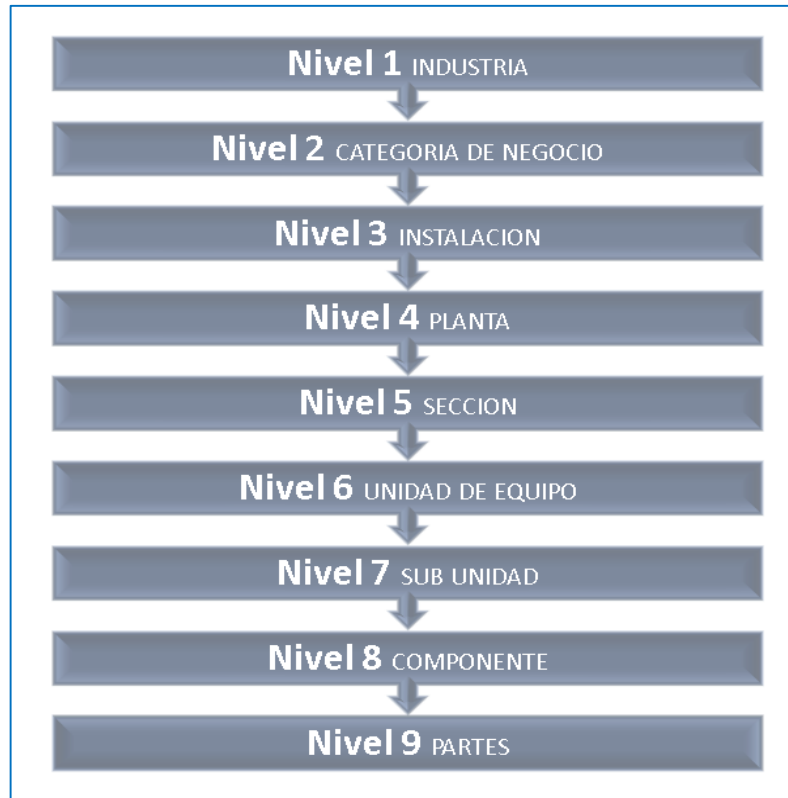 Nivel 1 INDUSTRIA
Nivel 2 CATEGORIA DE NEGOCIO
Nivel 3 INSTALACION
Nivel 4 PLANTA
Nivel 5 SECCION
Nivel 6 UNIDAD DE EQUIPO
Nivel 7 SUB UNIDAD
Nivel 8 COMPONENTE
Nivel 9 PARTES